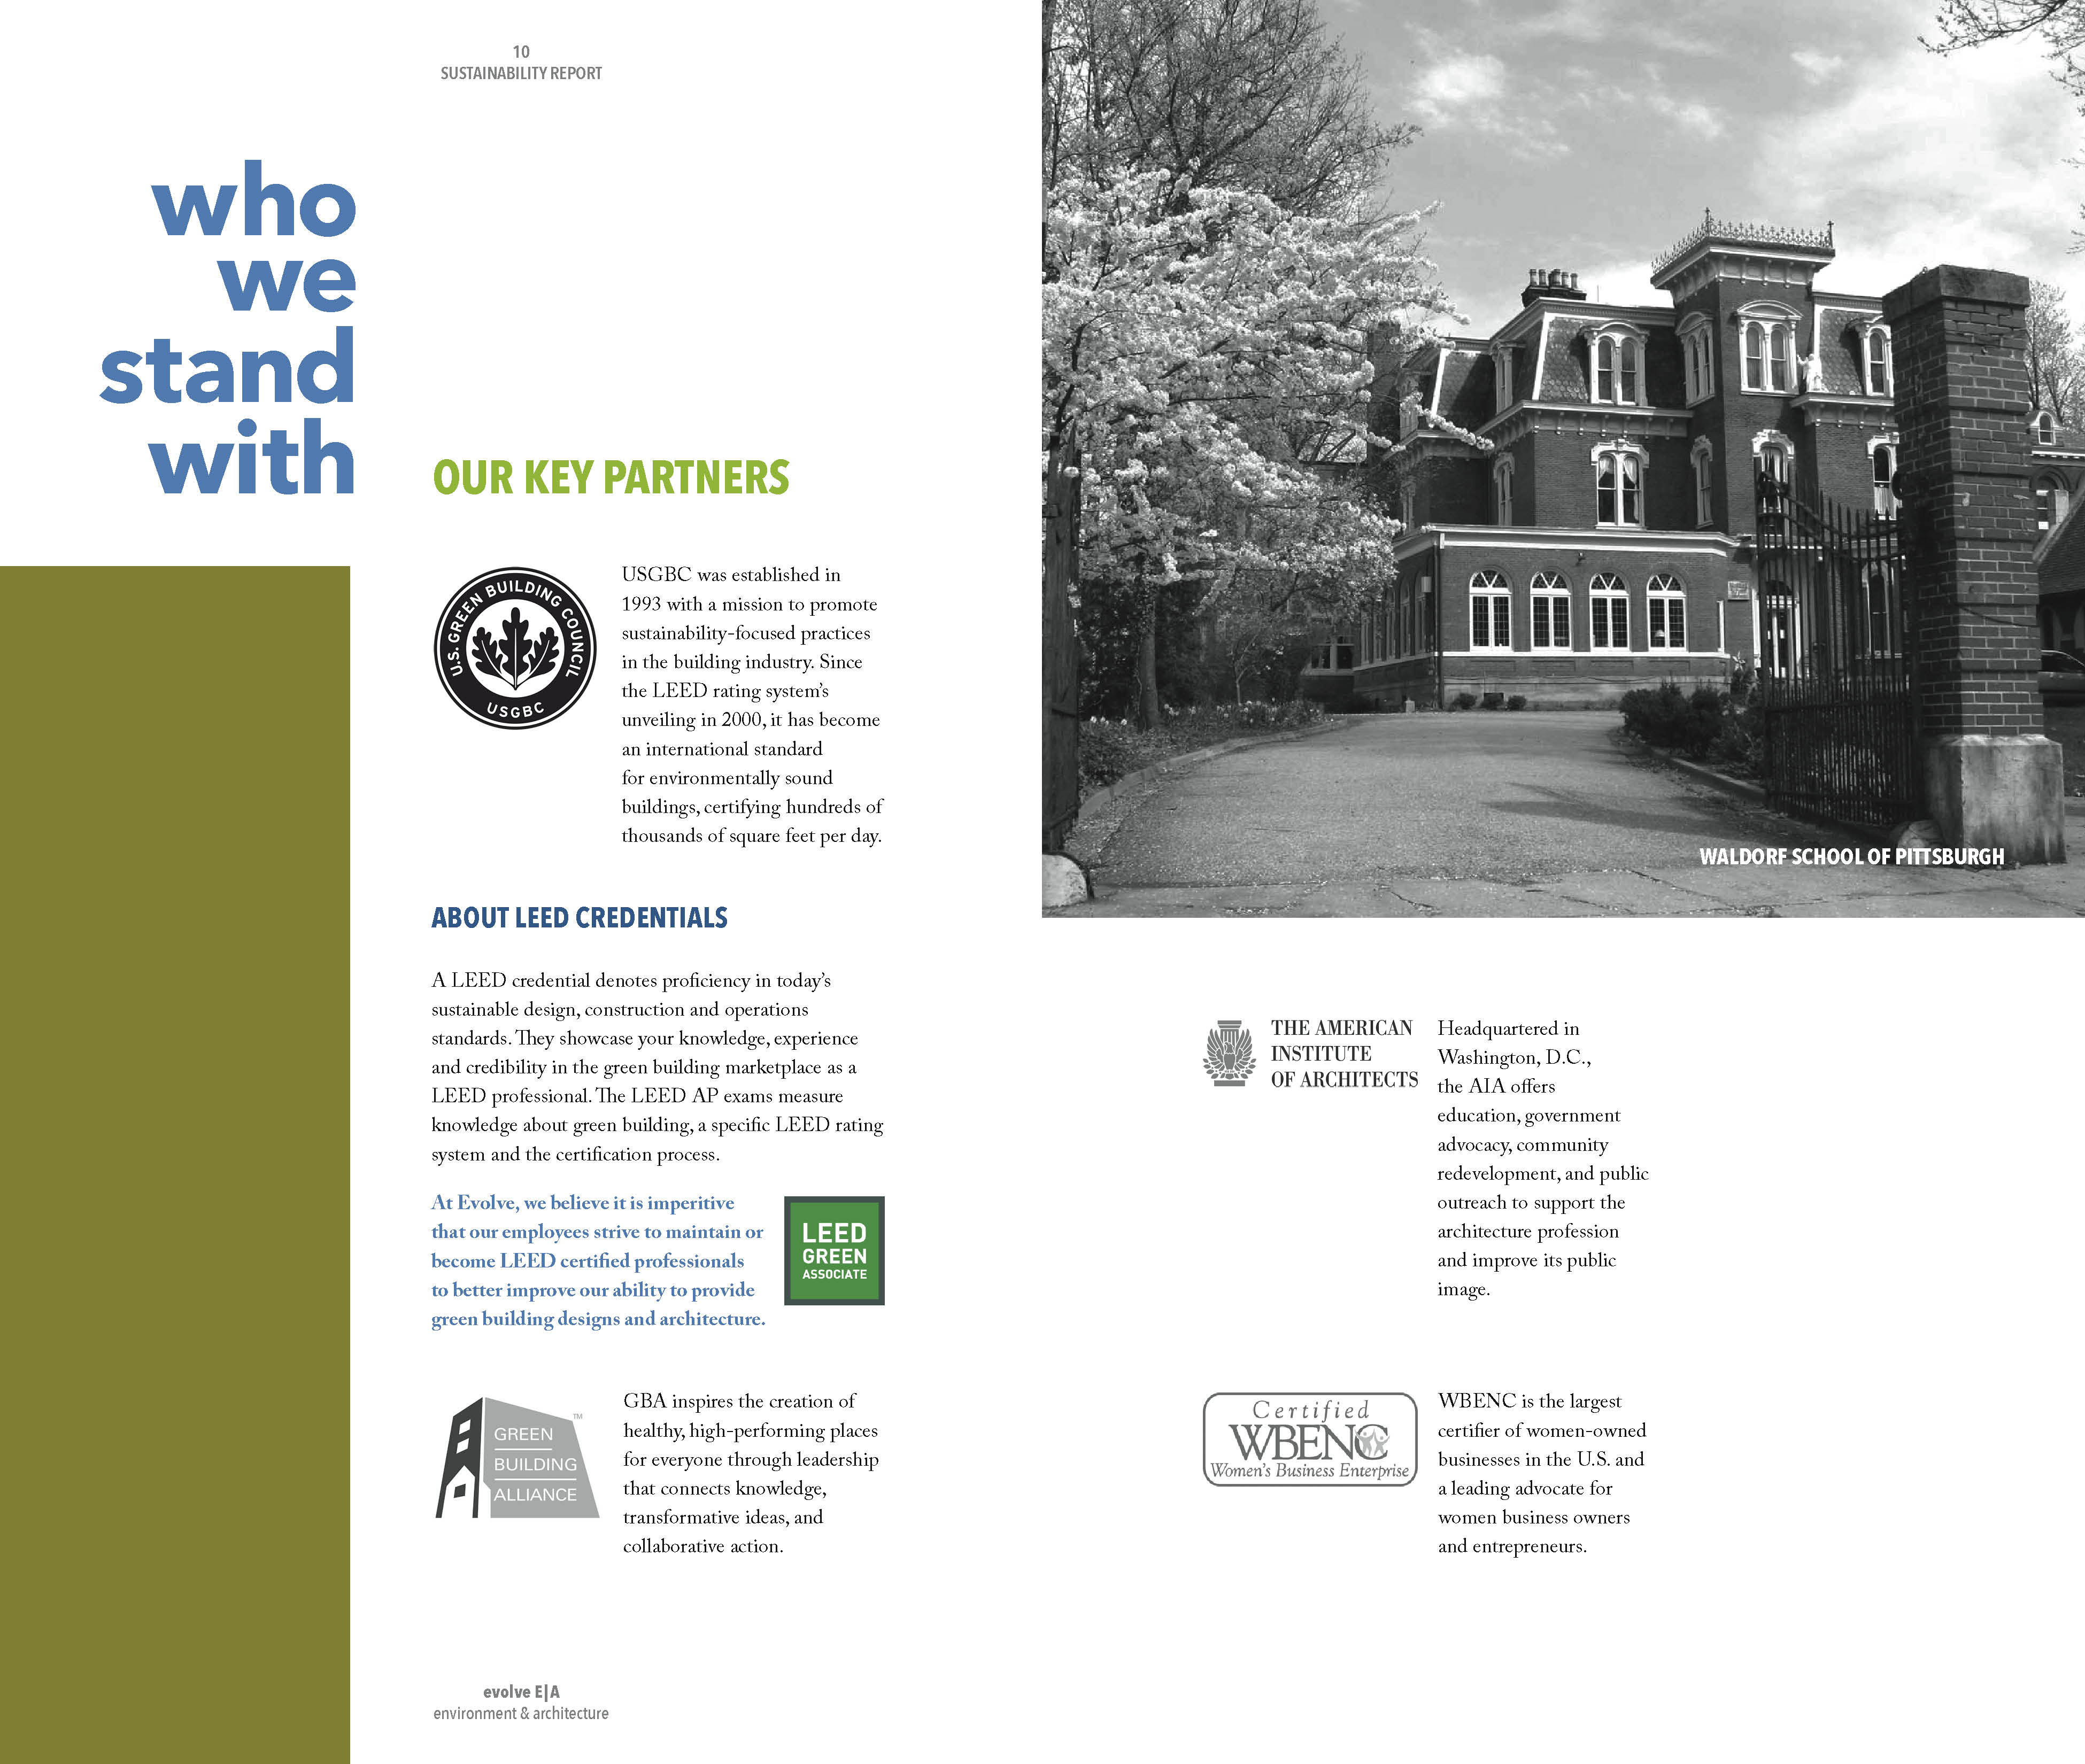 10
SUSTAINABILITY REPORT
who
we
stand
with
OUR KEY PARTNERS
U.S. GREEN BUILDING COUNCIL
USGBC
USGBC was established in
1993 with a mission to promote
sustainability-focused practices
in the building industry. Since
the LEED rating system's
unveiling in 2000, it has become
an international standard
for environmentally sound
buildings, certifying hundreds of
thousands of square feet per day.
ABOUT LEED CREDENTIALS
A LEED credential denotes proficiency in today's
sustainable design, construction and operations
standards. They showcase your knowledge, experience
and credibility in the green building marketplace as a
LEED professional. The LEED AP exams measure
knowledge about green building, a specific LEED rating
system and the certification process.
At Evolve, we believe it is imperitive
that our employees strive to maintain or
become LEED certified professionals
to better improve our ability to provide
green building designs and architecture.
LEED
GREEN
ASSOCIATE
GREEN
BUILDING
ALLIANCE
TM
GBA inspires the creation of
healthy, high-performing places
for everyone through leadership
that connects knowledge,
transformative ideas, and
collaborative action.
evolve E|A
environment & architecture
WALDORF SCHOOL OF PITTSBURGH
THE AMERICAN
INSTITUTE
OF ARCHITECTS
Headquartered in
Washington, D.C.,
the AIA offers
education, government
advocacy, community
redevelopment, and public
outreach to support the
architecture profession
and improve its public
image.
Certified
WBENC
Women's Business Enterprise
WBENC is the largest
certifier of women-owned
businesses in the U.S. and
a leading advocate for
women business owners
and entrepreneurs.